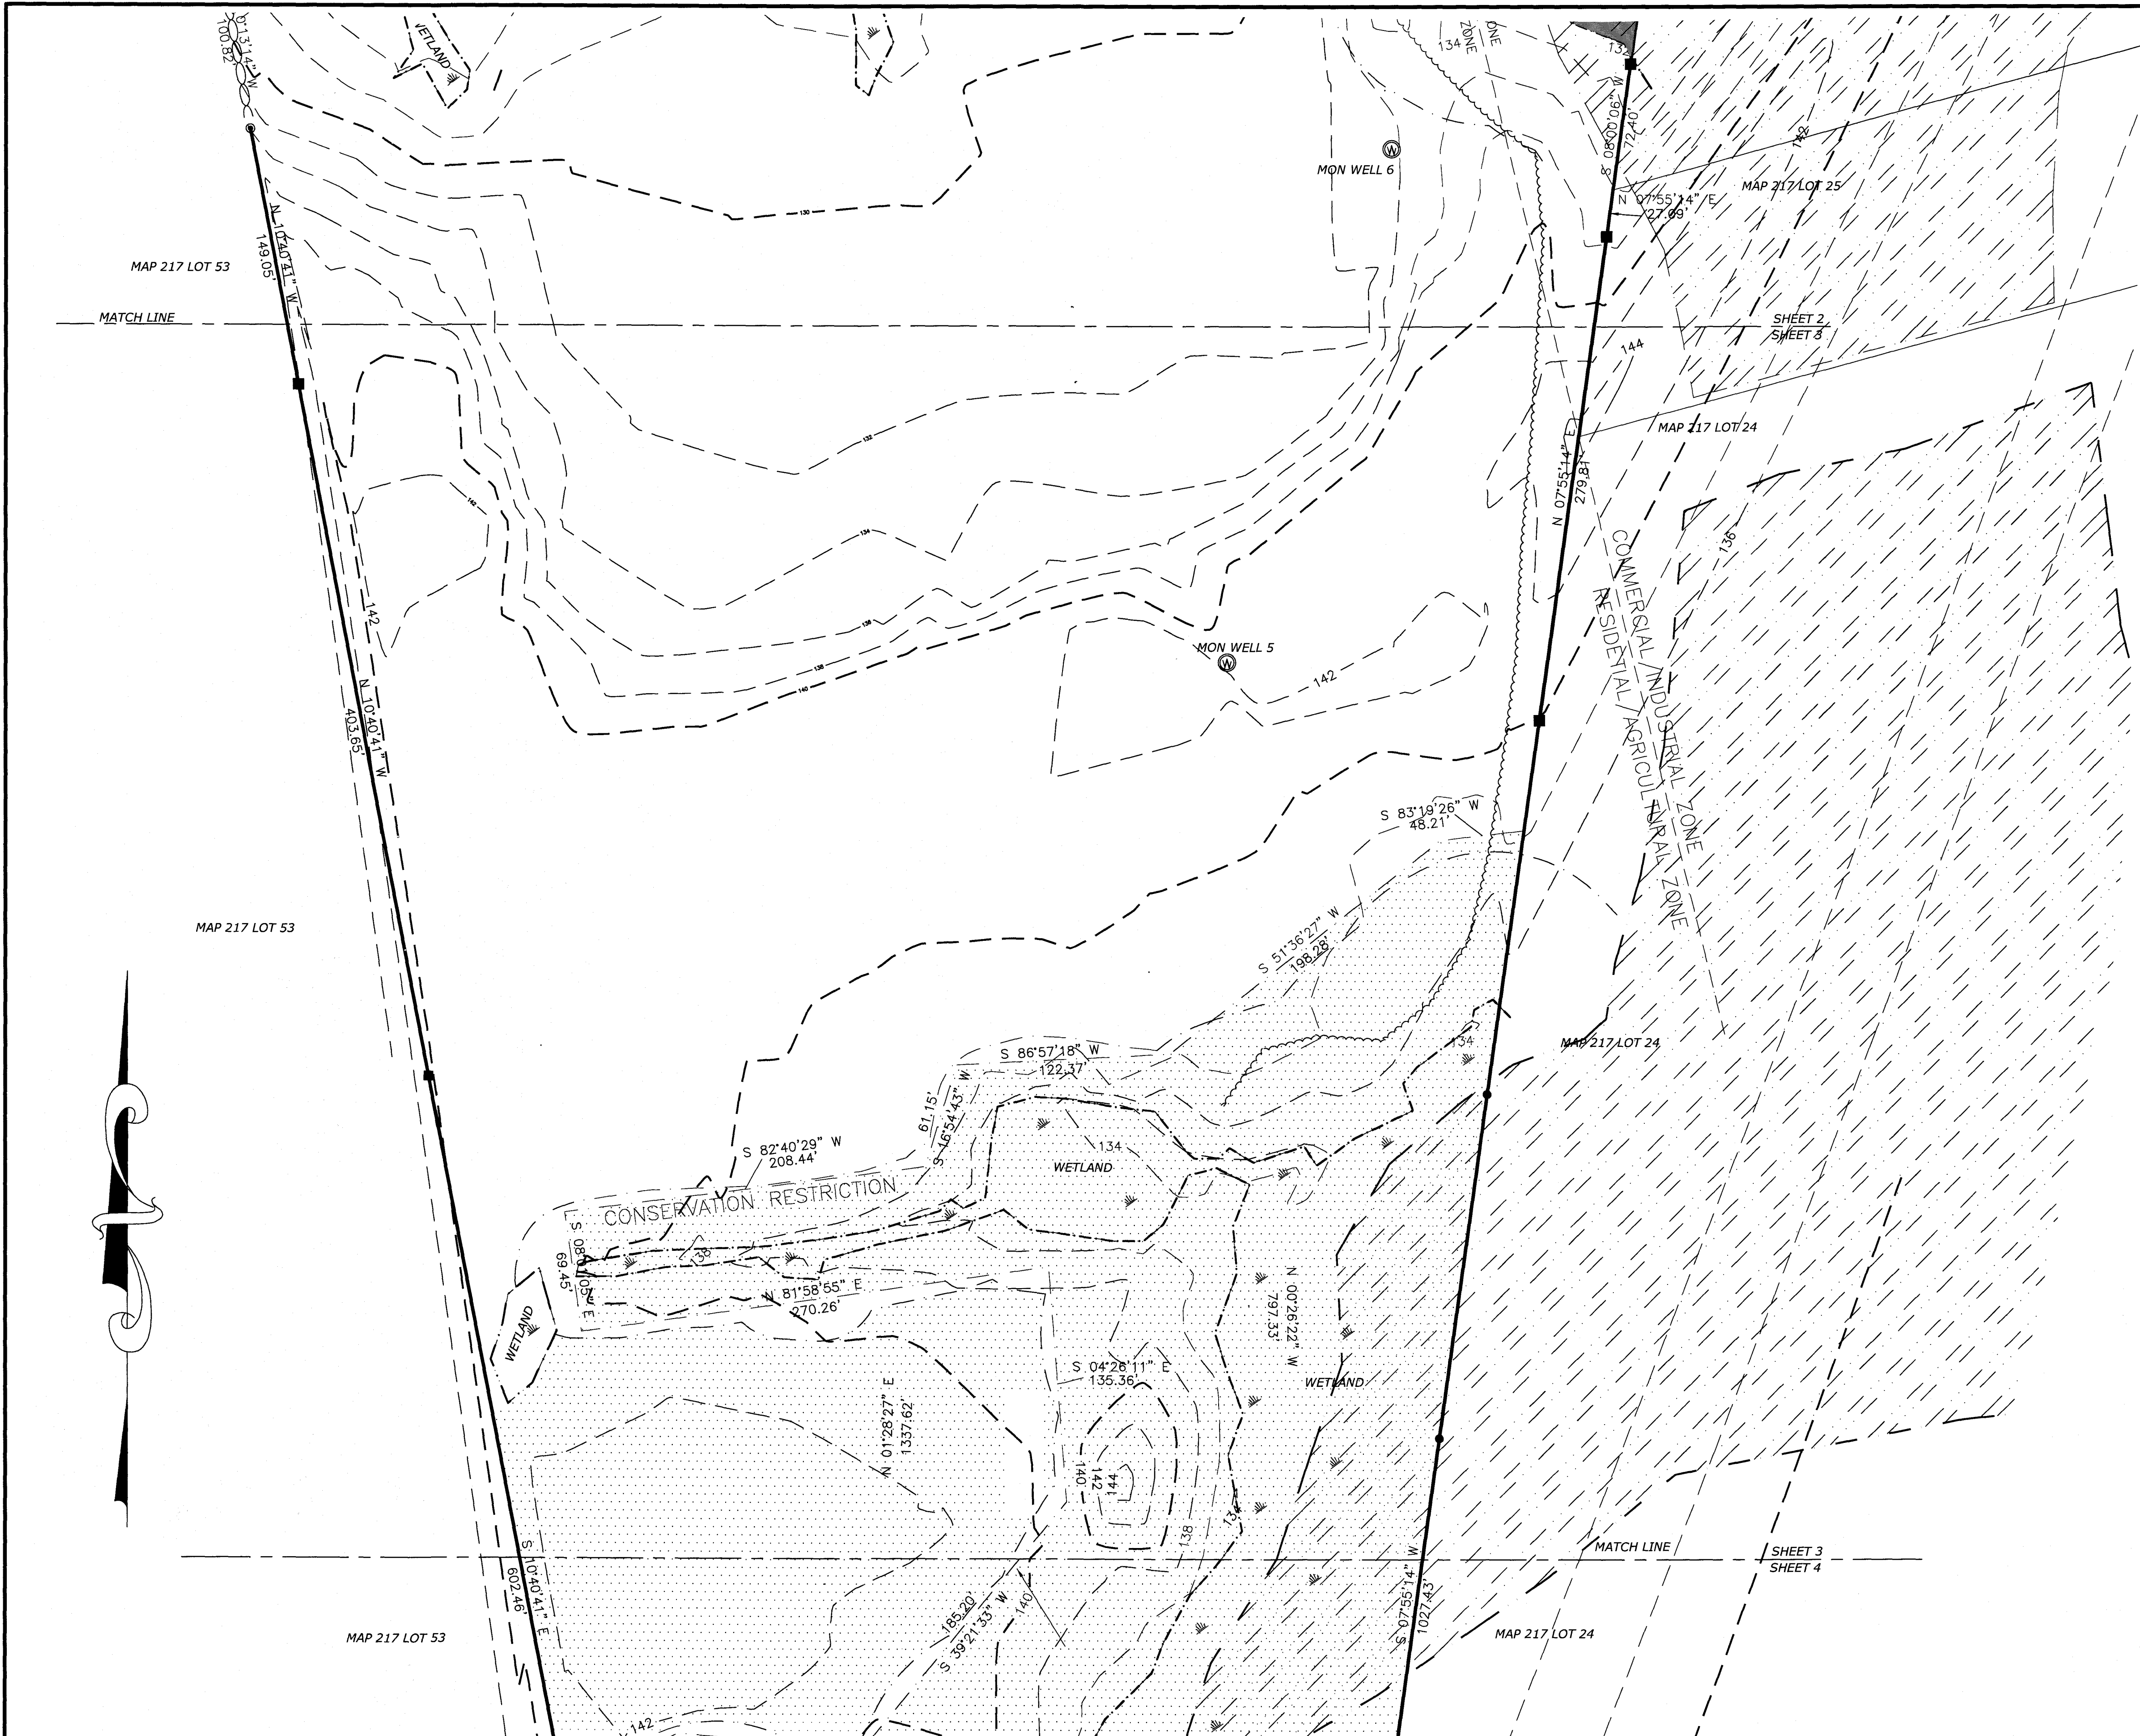 100.82'
WETLAND
134
ZONE
ZONE
132
S 08°00'06" W
72.40'
142
MON WELL 6
MAP 217 LOT 25
N 07°55'14" E
27.69'
130
N 10°40'41" W
149.05'
MAP 217 LOT 53
MATCH LINE
SHEET 2
SHEET 3
144
MAP 217 LOT 24
132
N 07°55'14" E
279.81'
142
134
136
COMMERCIAL/INDUSTRIAL ZONE
RESIDETIAL/AGRICULTURAL ZONE
142
136
MON WELL 5
138
142
140
N 10°40'41" W
403.65'
S 83°19'26" W
48.21'
MAP 217 LOT 53
S 51°36'27" W
198.28'
134
MAP 217 LOT 24
S 86°57'18" W
122.37'
61.15'
S 16°54'43" W
S 82°40'29" W
208.44'
134
WETLAND
CONSERVATION RESTRICTION
S 08°01'05" E
69.45'
138
N 81°58'55" E
270.26'
WETLAND
N 00°26'22" W
797.33'
S 04°26'11" E
135.36'
WETLAND
N 01°28'27" E
1337.62'
140
142
144
134
138
MATCH LINE
SHEET 3
SHEET 4
S 10°40'41" E
602.46'
185.20'
S 39°21'33" W
140
S 07°55'14" W
1027.43'
MAP 217 LOT 53
MAP 217 LOT 24
142